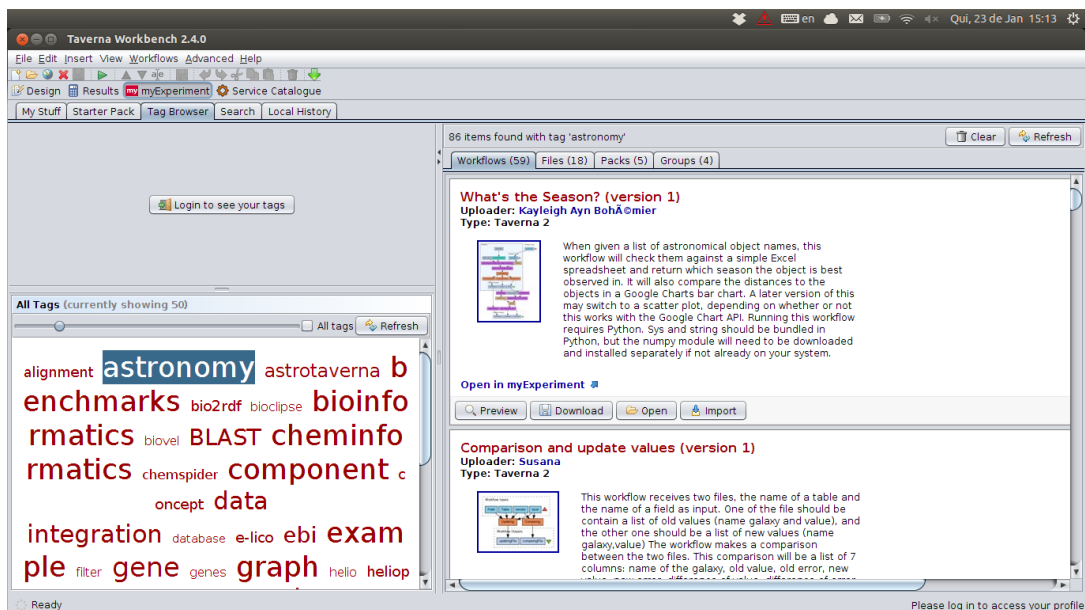 en
Qui, 23 de Jan 15:13
Taverna Workbench 2.4.0
File Edit Insert View Workflows Advanced Help
Design Results my myExperiment Service Catalogue
My Stuff Starter Pack Tag Browser Search Local History
Login to see your tags
All Tags (currently showing 50)
All tags Refresh
alignment astronomy astrotaverna b
enchmarks bio2rdf bioclipse bioinfo
rmatics biovel BLAST cheminfo
rmatics chemspider component c
oncept data
integration database e-lico ebi exam
ple filter gene genes graph helio heliop
86 items found with tag 'astronomy'
Clear Refresh
Workflows (59) Files (18) Packs (5) Groups (4)
What's the Season? (version 1)
Uploader: Kayleigh Ayn BohÃ©mier
Type: Taverna 2
When given a list of astronomical object names, this
workflow will check them against a simple Excel
spreadsheet and return which season the object is best
observed in. It will also compare the distances to the
objects in a Google Charts bar chart. A later version of this
may switch to a scatter plot, depending on whether or not
this works with the Google Chart API. Running this workflow
requires Python. Sys and string should be bundled in
Python, but the numpy module will need to be downloaded
and installed separately if not already on your system.
Open in myExperiment
Preview Download Open Import
Comparison and update values (version 1)
Uploader: Susana
Type: Taverna 2
This workflow receives two files, the name of a table and
the name of a field as input. One of the file should be
contain a list of old values (name galaxy and value), and
the other one should be a list of new values (name
galaxy,value) The workflow makes a comparison
between the two files. This comparison will be a list of 7
columns: name of the galaxy, old value, old error, new
value, new error, difference of value, difference of error
Ready
Please log in to access your profile